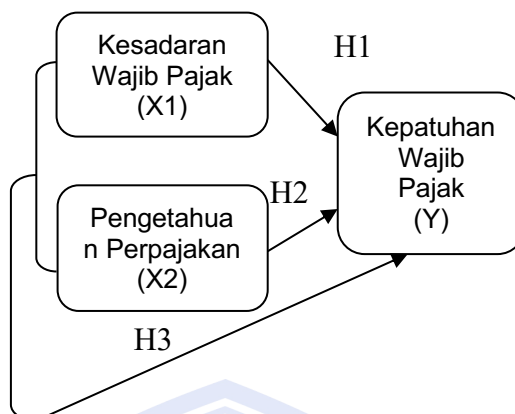 Kesadaran
Wajib Pajak
(X1)
H1
Kepatuhan
Wajib
Pajak
(Y)
H2
Pengetahua
n Perpajakan
(X2)
H3